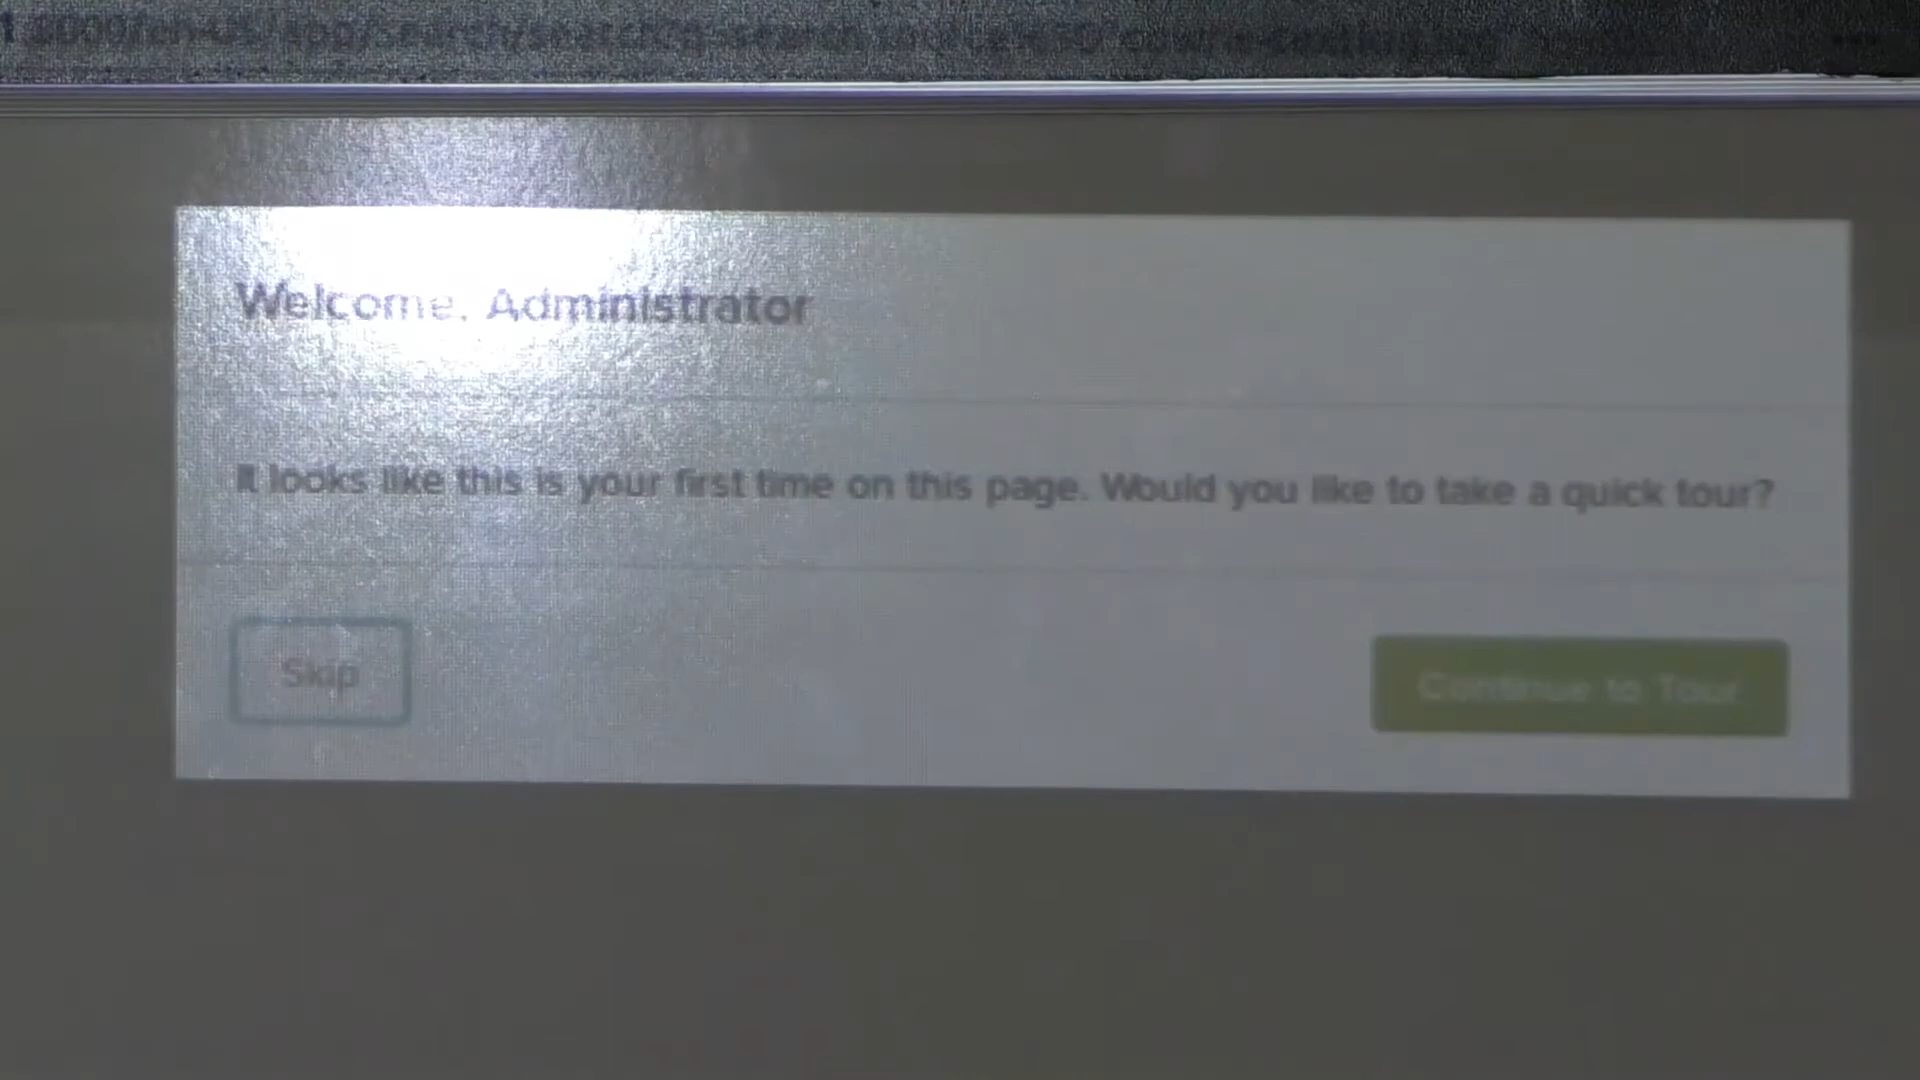 Welcome, Administrator
It looks like this is your first time on this page. Would you like to take a quick tour?
Skip
Continue to Tour